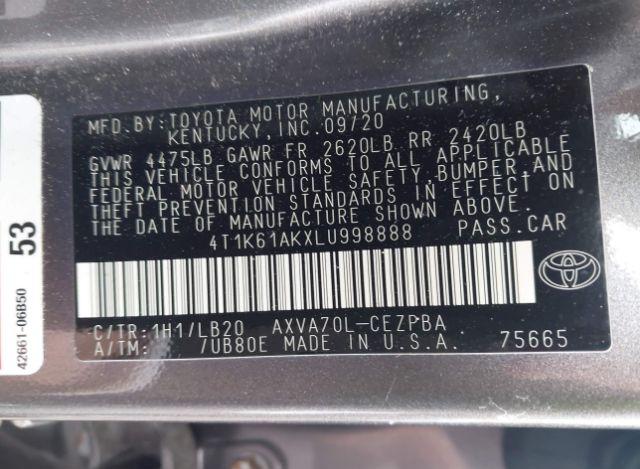 MFD.BY:TOYOTA MOTOR MANUFACTURING,
KENTUCKY,INC.09/20
GVWR 4475LB GAWR FR 2620LB RR 2420LB
THIS VEHICLE CONFORMS TO ALL APPLICABLE
FEDERAL MOTOR VEHICLE SAFETY,BUMPER,AND
THEFT PREVENTION STANDARDS IN EFFECT ON
THE DATE OF MANUFACTURE SHOWN ABOVE.
4T1K61AKXLU998888 PASS.CAR
C/TR:1H1/LB20 AXVA70L-CEZPBA
A/TM: /UB80E MADE IN U.S.A. 75665
53
42661-06B50